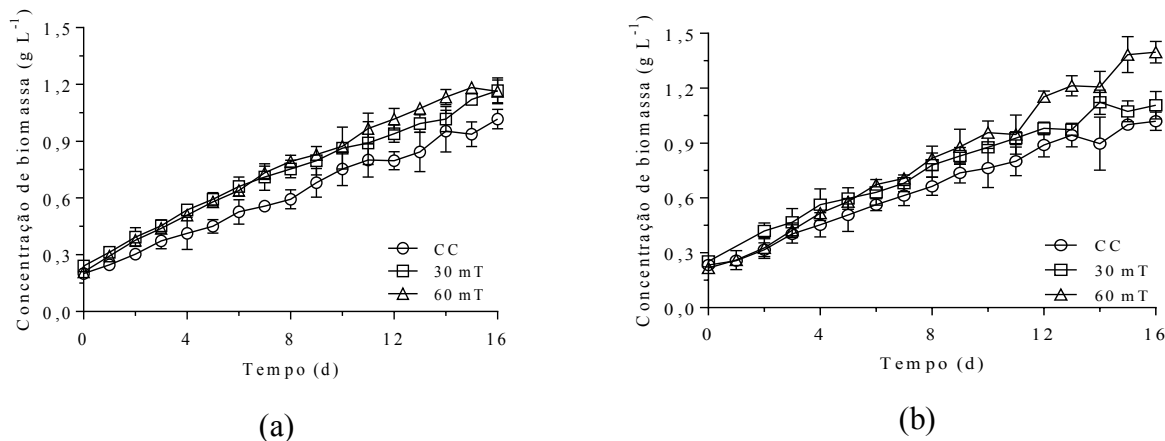 Concentração de biomassa (g L⁻¹)
1,5
1,2
0,9
0,6
0,3
0,0
CC
30 mT
60 mT
0 4 8 12 16
Tempo (d)
(a)
Concentração de biomassa (g L⁻¹)
1,5
1,2
0,9
0,6
0,3
0,0
CC
30 mT
60 mT
0 4 8 12 16
Tempo (d)
(b)